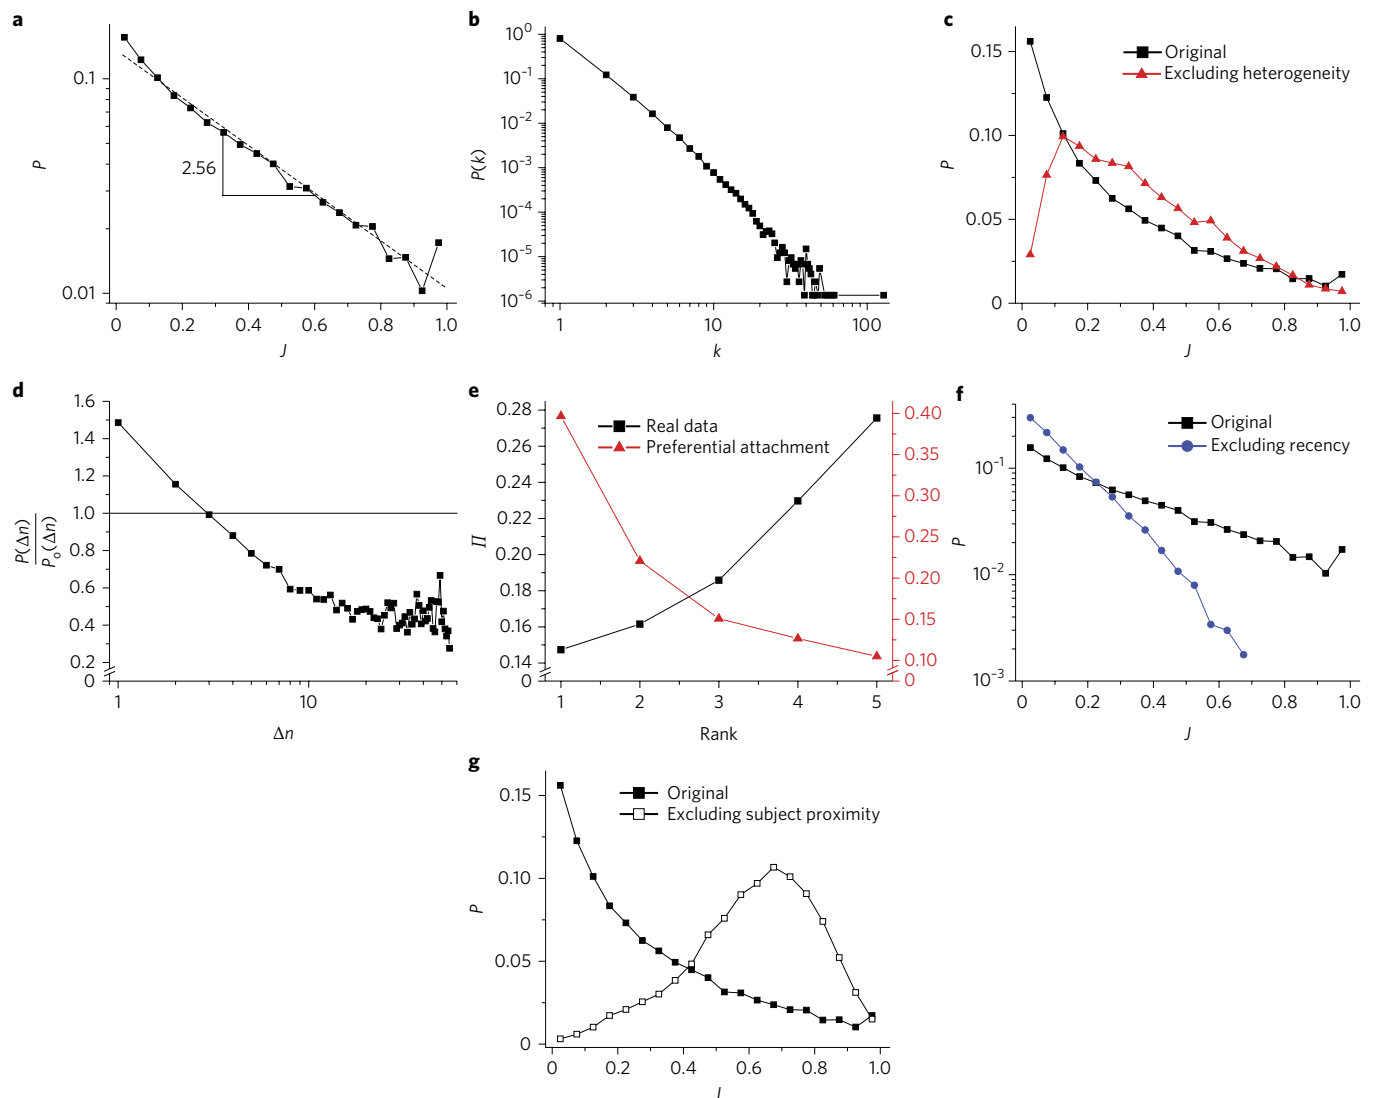 a
0.1
0.01
P
2.56
0
0.2
0.4
0.6
0.8
1.0
J
b
10⁰
10⁻¹
10⁻²
10⁻³
10⁻⁴
10⁻⁵
10⁻⁶
P(k)
1
10
100
k
c
0.15
0.10
0.05
0
P
Original
Excluding heterogeneity
0
0.2
0.4
0.6
0.8
1.0
J
d
1.6
1.4
1.2
1.0
0.8
0.6
0.4
0.2
0
P(Δn)
P₀(Δn)
1
10
Δn
e
0.28
0.26
0.24
0.22
0.20
0.18
0.16
0.14
0
Π
Real data
Preferential attachment
0.40
0.35
0.30
0.25
0.20
0.15
0.10
0
1
2
3
4
5
Rank
f
10⁻¹
10⁻²
10⁻³
P
Original
Excluding recency
0
0.2
0.4
0.6
0.8
1.0
J
g
0.15
0.10
0.05
0
P
Original
Excluding subject proximity
0
0.2
0.4
0.6
0.8
1.0